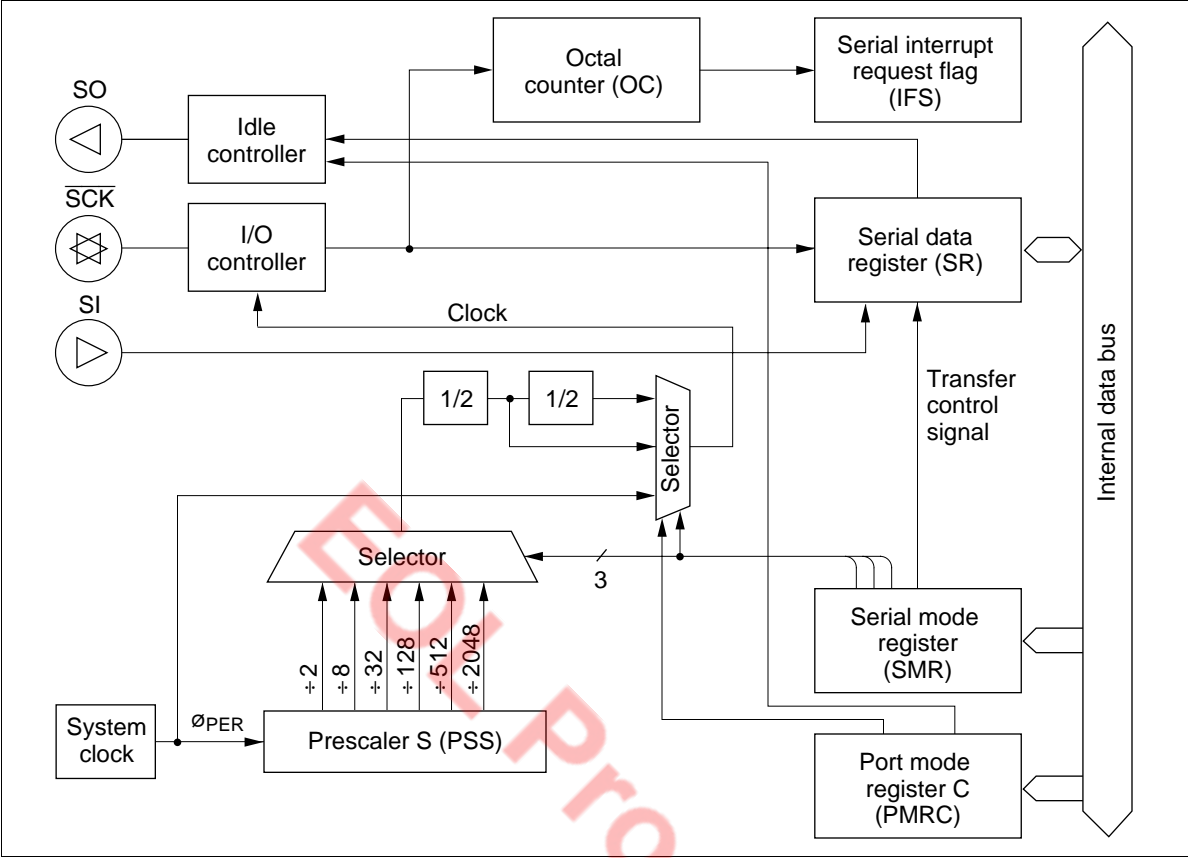 Octal
counter (OC)
Serial interrupt
request flag
(IFS)
SO
Idle
controller
SCK
I/O
controller
Serial data
register (SR)
SI
Clock
Transfer
control
signal
Internal data bus
1/2
1/2
Selector
Selector
3
÷2
÷8
÷32
÷128
÷512
÷2048
Serial mode
register
(SMR)
System
clock
øPER
Prescaler S (PSS)
Port mode
register C
(PMRC)
EOL Pro